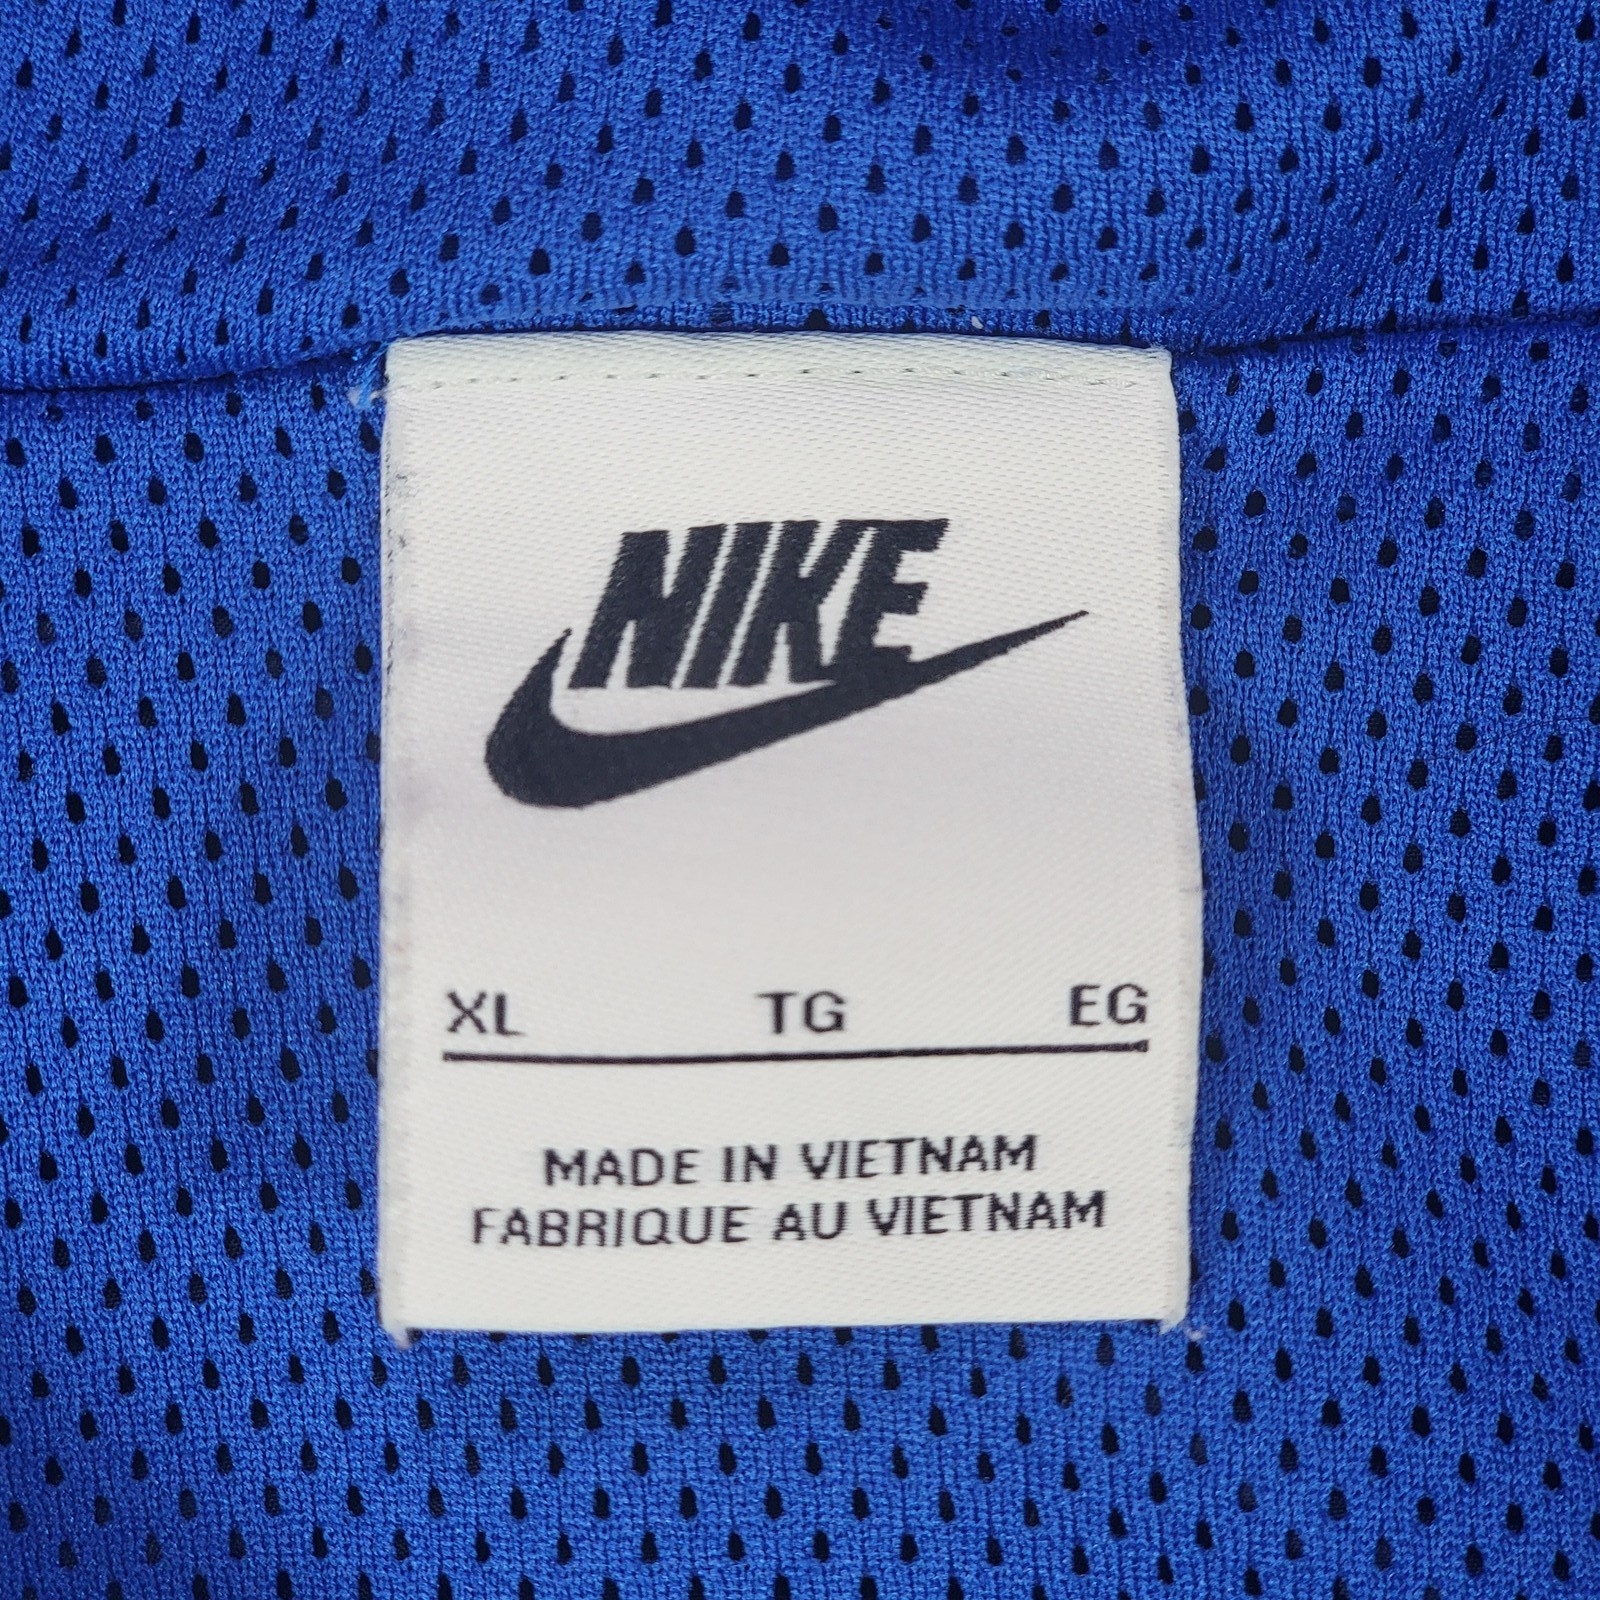 NIKE
XL TG EG
MADE IN VIETNAM
FABRIQUE AU VIETNAM